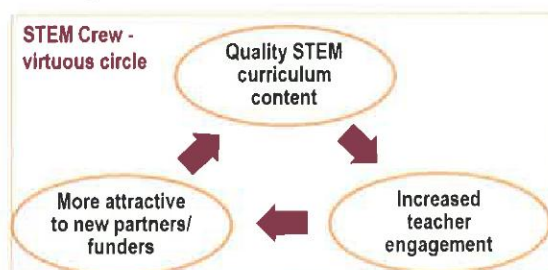 STEM Crew -
virtuous circle
Quality STEM
curriculum
content
Increased
teacher
engagement
More attractive
to new partners/
funders